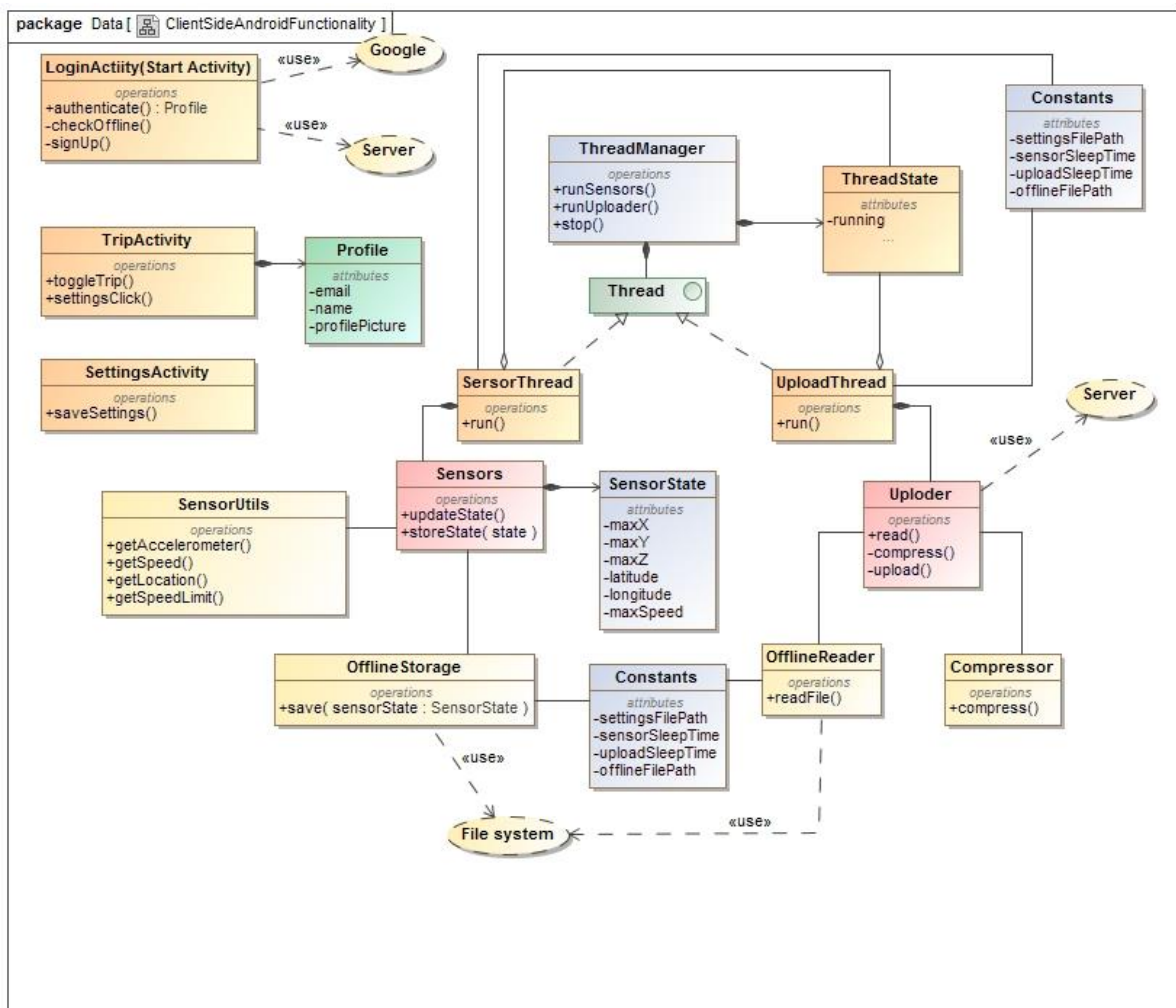 package Data [ ClientSideAndroidFunctionality ]
LoginActiity(Start Activity)
operations
+authenticate() : Profile
-checkOffline()
-signUp()
«use»
Google
«use»
Server
ThreadManager
operations
+runSensors()
+runUploader()
+stop()
ThreadState
attributes
-running
...
Constants
attributes
-settingsFilePath
-sensorSleepTime
-uploadSleepTime
-offlineFilePath
TripActivity
operations
+toggleTrip()
+settingsClick()
Profile
attributes
-email
-name
-profilePicture
Thread
SettingsActivity
operations
+saveSettings()
SersorThread
operations
+run()
UploadThread
operations
+run()
Server
«use»
Sensors
operations
+updateState()
+storeState( state )
SensorState
attributes
-maxX
-maxY
-maxZ
-latitude
-longitude
-maxSpeed
SensorUtils
operations
+getAccelerometer()
+getSpeed()
+getLocation()
+getSpeedLimit()
Uploder
operations
+read()
-compress()
-upload()
OfflineStorage
operations
+save( sensorState : SensorState )
Constants
attributes
-settingsFilePath
-sensorSleepTime
-uploadSleepTime
-offlineFilePath
OfflineReader
operations
+readFile()
Compressor
operations
+compress()
«use»
«use»
File system